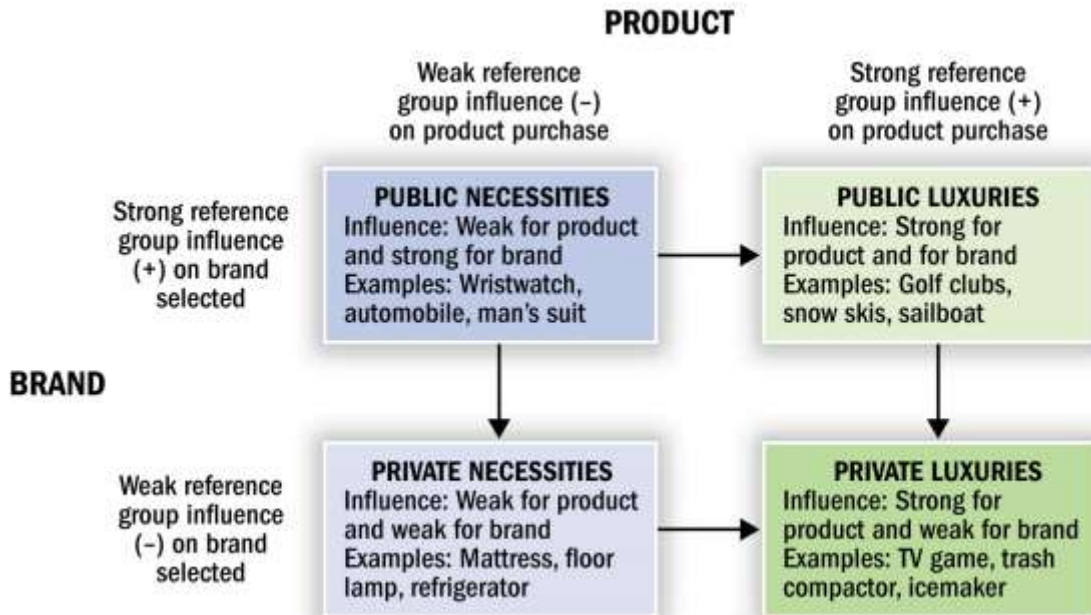 PRODUCT
Weak reference
group influence (–)
on product purchase
Strong reference
group influence (+)
on product purchase
Strong reference
group influence
(+) on brand
selected
PUBLIC NECESSITIES
Influence: Weak for product
and strong for brand
Examples: Wristwatch,
automobile, man's suit
PUBLIC LUXURIES
Influence: Strong for
product and for brand
Examples: Golf clubs,
snow skis, sailboat
BRAND
Weak reference
group influence
(–) on brand
selected
PRIVATE NECESSITIES
Influence: Weak for product
and weak for brand
Examples: Mattress, floor
lamp, refrigerator
PRIVATE LUXURIES
Influence: Strong for
product and weak for brand
Examples: TV game, trash
compactor, icemaker